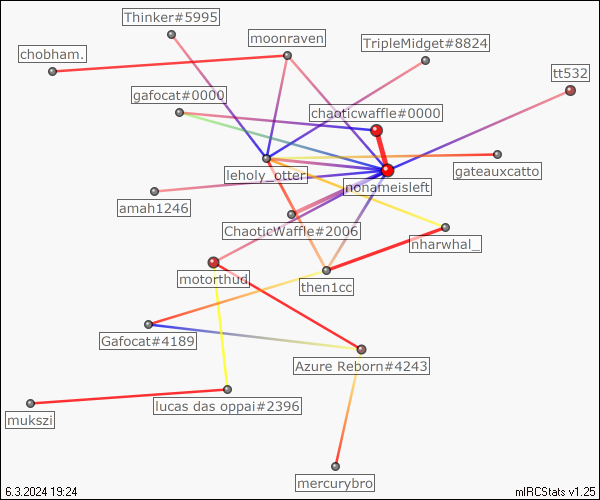 Thinker#5995
moonraven
TripleMidget#8824
chobham.
tt532
gafocat#0000
chaoticwaffle#0000
leholy_otter
gateauxcatto
nonameisleft
amah1246
ChaoticWaffle#2006
nharwhal_
motorthud
then1cc
Gafocat#4189
Azure Reborn#4243
lucas das oppai#2396
mukszi
mercurybro
6.3.2024 19:24
mIRCStats v1.25